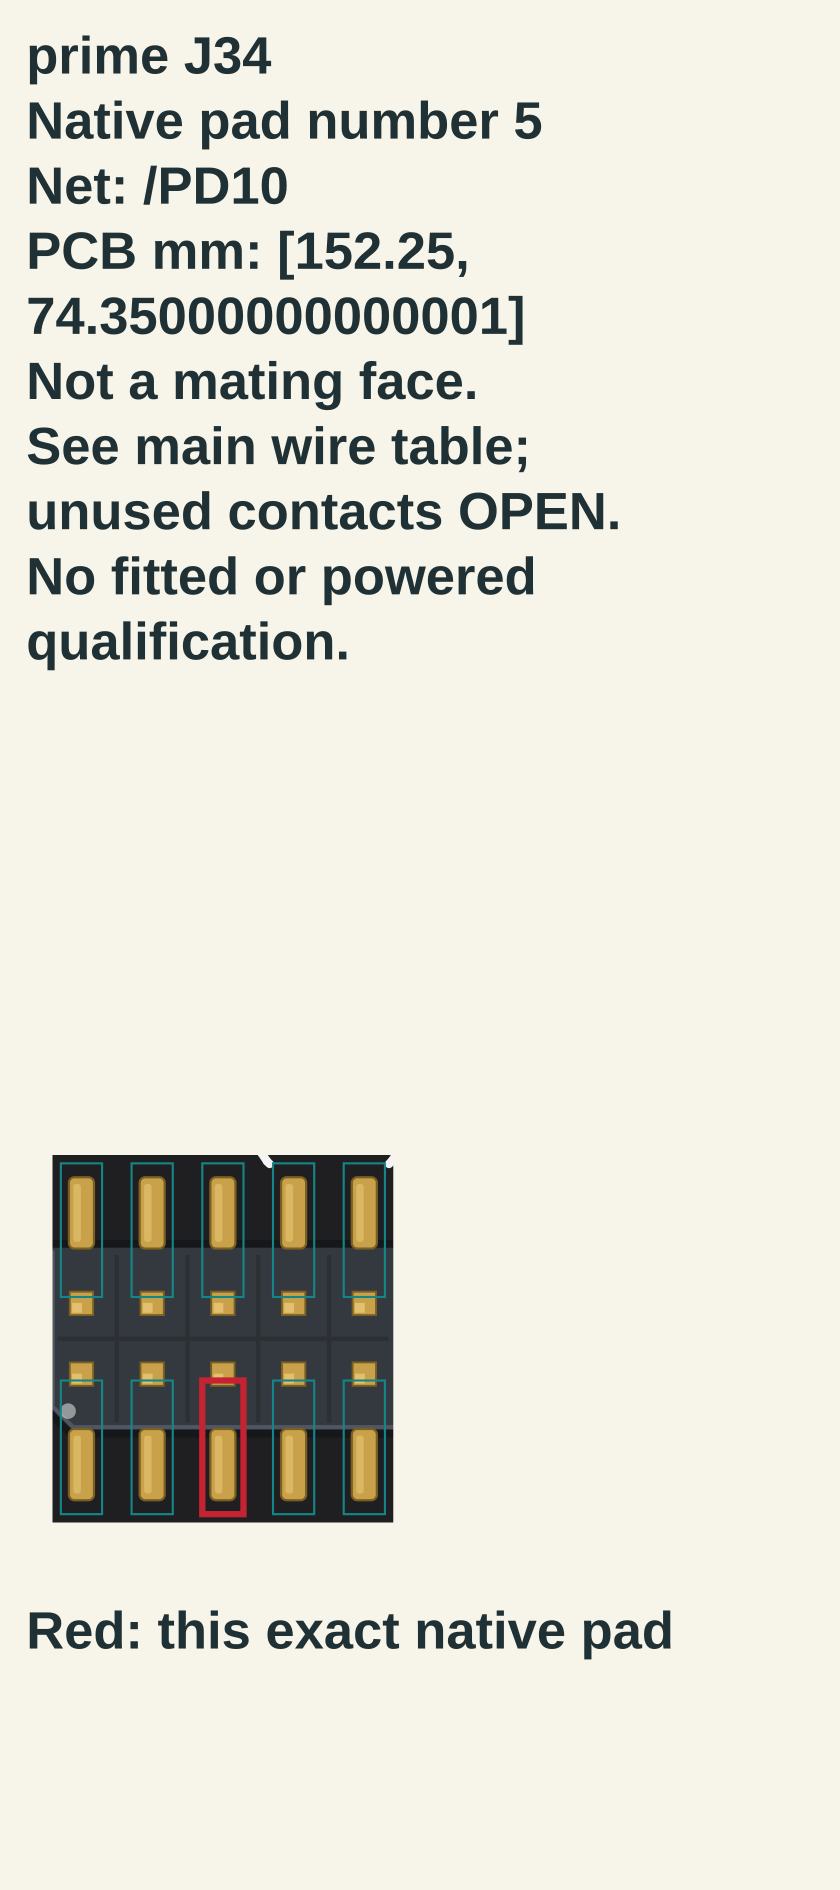 prime J34
Native pad number 5
Net: /PD10
PCB mm: [152.25,
74.35000000000001]
Not a mating face.
See main wire table;
unused contacts OPEN.
No fitted or powered
qualification.
Red: this exact native pad